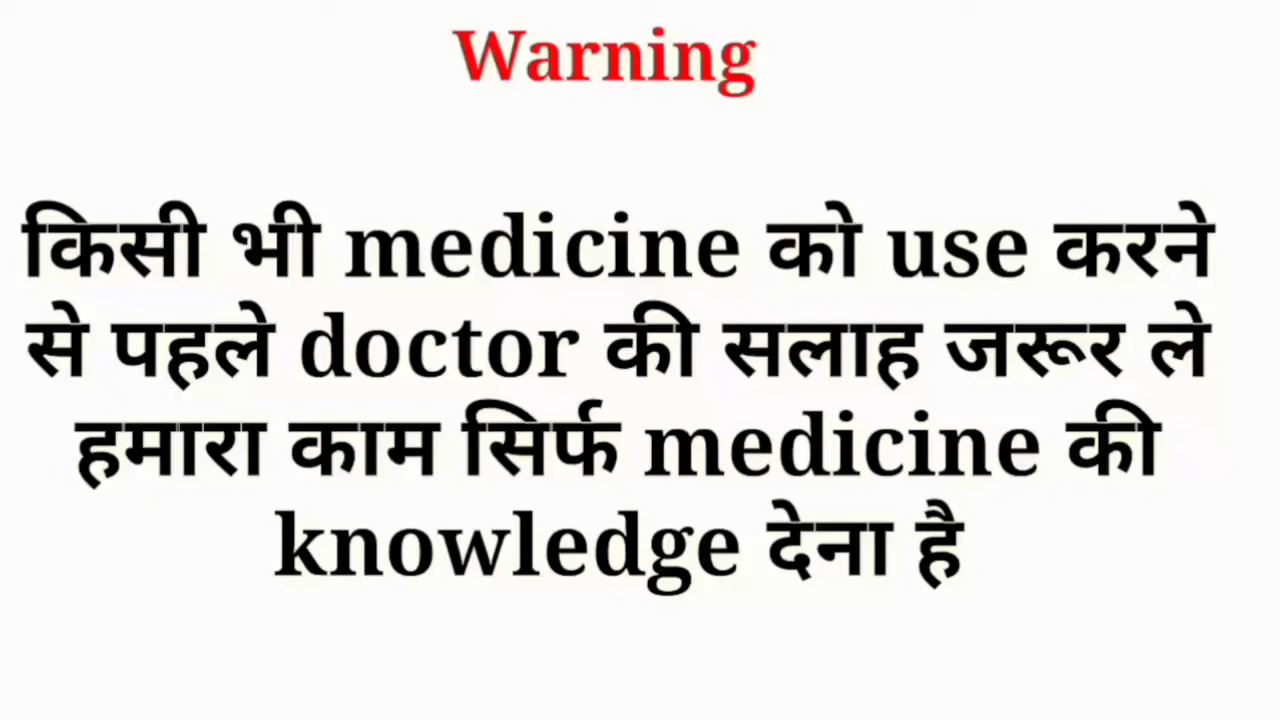 Warning
किसी भी medicine को use करने
से पहले doctor की सलाह जरूर ले
हमारा काम सिर्फ medicine की
knowledge देना है